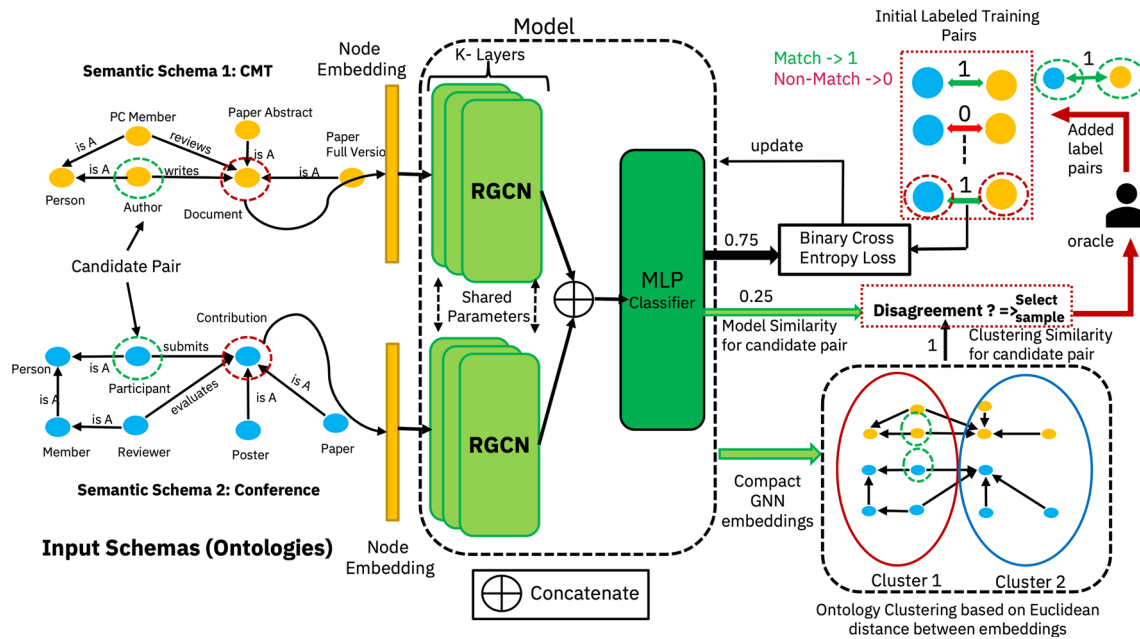 Model
Initial Labeled Training
Pairs
Node
Embedding
K- Layers
Match -> 1
Non-Match ->0
1
1
Semantic Schema 1: CMT
PC Member
Paper Abstract
Paper
Full Versio
is A
reviews
is A
0
Added
label
pairs
update
is A
writes
is A
RGCN
1
Person
Author
Document
oracle
0.75
Binary Cross
Entropy Loss
Candidate Pair
MLP
Classifier
Shared
Parameters
0.25
Disagreement ? =>
Select
sample
Contribution
Model Similarity
for candidate pair
1
Clustering Similarity
for candidate pair
submits
Person
is A
Participant
evaluates
is A
is A
is A
is A
RGCN
Member
Reviewer
Poster
Paper
Compact
GNN
embeddings
Semantic Schema 2: Conference
Input Schemas (Ontologies)
Node
Embedding
Cluster 1
Cluster 2
Concatenate
Ontology Clustering based on Euclidean
distance between embeddings